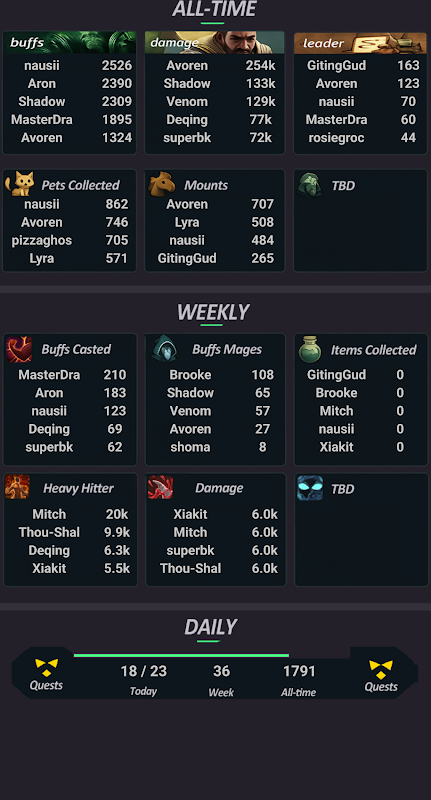 ALL-TIME
buffs
nausii 2526
Aron 2390
Shadow 2309
MasterDra 1895
Avoren 1324
damage
Avoren 254k
Shadow 133k
Venom 129k
Deqing 77k
superbk 72k
leader
GitingGud 163
Avoren 123
nausii 70
MasterDra 60
rosiegroc 44
Pets Collected
nausii 862
Avoren 746
pizzaghos 705
Lyra 571
Mounts
Avoren 707
Lyra 508
nausii 484
GitingGud 265
TBD
WEEKLY
Buffs Casted
MasterDra 210
Aron 183
nausii 123
Deqing 69
superbk 62
Buffs Mages
Brooke 108
Shadow 65
Venom 57
Avoren 27
shoma 8
Items Collected
GitingGud 0
Brooke 0
Mitch 0
nausii 0
Xiakit 0
Heavy Hitter
Mitch 20k
Thou-Shal 9.9k
Deqing 6.3k
Xiakit 5.5k
Damage
Xiakit 6.0k
Mitch 6.0k
superbk 6.0k
Thou-Shal 6.0k
TBD
DAILY
Quests
18 / 23
Today
36
Week
1791
All-time
Quests